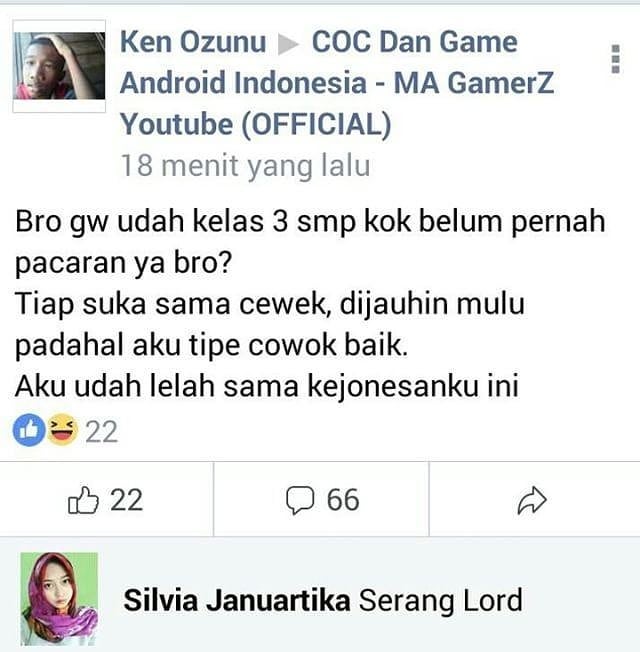 Ken Ozunu ▶ COC Dan Game
Android Indonesia - MA GamerZ
Youtube (OFFICIAL)
18 menit yang lalu
Bro gw udah kelas 3 smp kok belum pernah
pacaran ya bro?
Tiap suka sama cewek, dijauhin mulu
padahal aku tipe cowok baik.
Aku udah lelah sama kejonesanku ini
22
22 66
Silvia Januartika Serang Lord